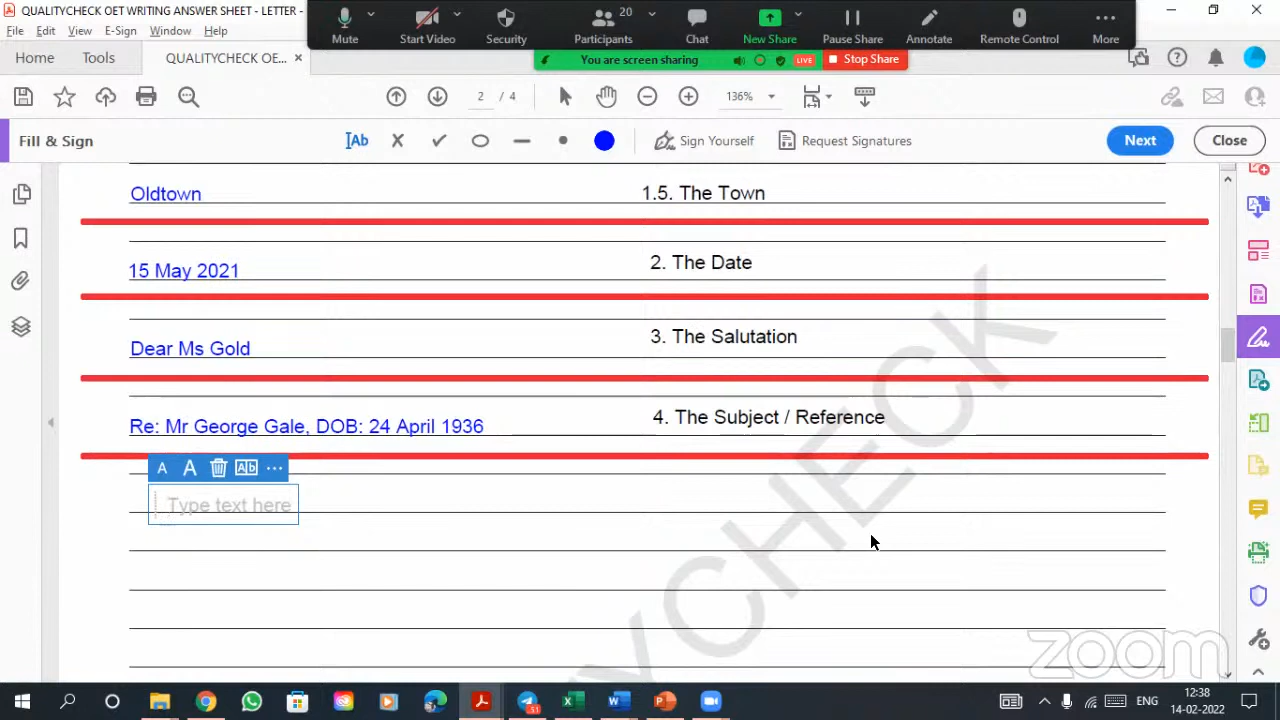 QUALITYCHECK OET WRITING ANSWER SHEET - LETTER -
Mute
Start Video
Security
20
Participants
Chat
New Share
Pause Share
Annotate
Remote Control
More
File Edit View E-Sign Window Help
You are screen sharing
LIVE
Stop Share
Home
Tools
QUALITYCHECK OE...
2 / 4
136%
Fill & Sign
Ab
Sign Yourself
Request Signatures
Next
Close
Oldtown
1.5. The Town
15 May 2021
2. The Date
Dear Ms Gold
3. The Salutation
Re: Mr George Gale, DOB: 24 April 1936
4. The Subject / Reference
A A Ab
Type text here
YCHECK
zoom
51
ENG
12:38
14-02-2022